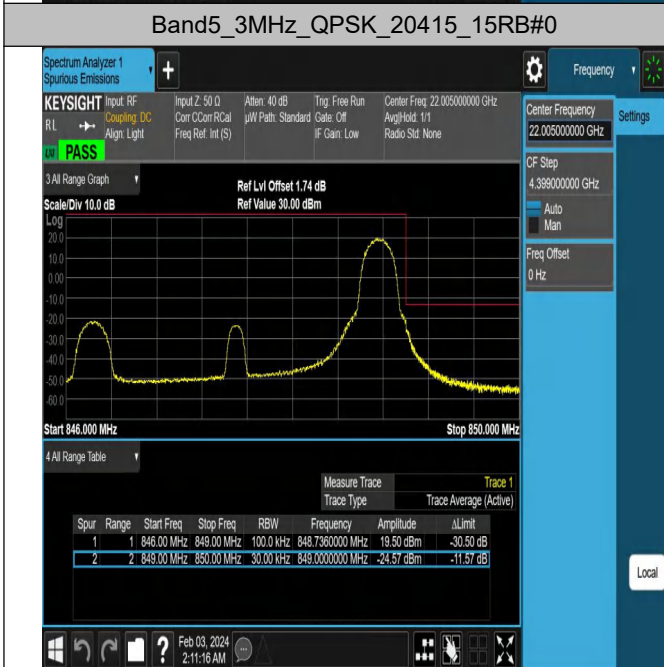 Band5_3MHz_QPSK_20415_15RB#0
Spectrum Analyzer 1
Spurious Emissions
Frequency
KEYSIGHT
RL
PASS
Input: RF
Coupling: DC
Align: Light
Input Z: 50 Ω
Corr CCorr RCal
Freq Ref: Int (S)
Atten: 40 dB
µW Path: Standard
Trig: Free Run
Gate: Off
IF Gain: Low
Center Freq: 22.005000000 GHz
Avg|Hold: 1/1
Radio Std: None
Center Frequency
22.005000000 GHz
Settings
CF Step
4.399000000 GHz
Auto
Man
Freq Offset
0 Hz
3 All Range Graph
Ref Lvl Offset 1.74 dB
Scale/Div 10.0 dB
Ref Value 30.00 dBm
Log
20.0
10.0
0.00
-10.0
-20.0
-30.0
-40.0
-50.0
-60.0
Start 846.000 MHz
Stop 850.000 MHz
4 All Range Table
Measure Trace Trace 1
Trace Type Trace Average (Active)
Spur Range Start Freq Stop Freq RBW Frequency Amplitude ΔLimit
1 1 846.00 MHz 849.00 MHz 100.0 kHz 848.7360000 MHz 19.50 dBm -30.50 dB
2 2 849.00 MHz 850.00 MHz 30.00 kHz 849.0000000 MHz -24.57 dBm -11.57 dB
Local
Feb 03, 2024
2:11:16 AM